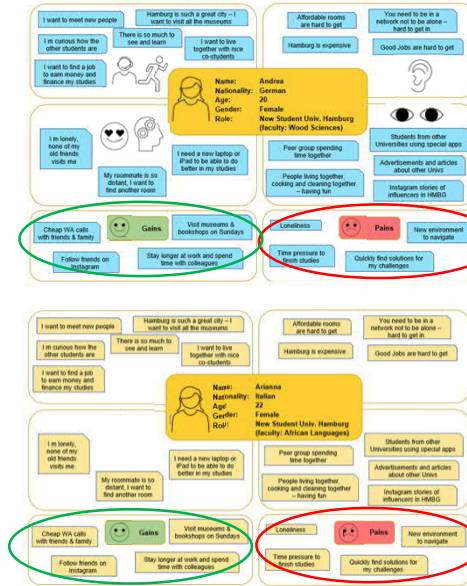 I want to meet new people
Hamburg is such a great city – I
want to visit all the museums
I m curious how the
other students are
There is so much to
see and learn
I want to live
together with nice
co-students
I want to find a job
to earn money and
finance my studies
Affordable rooms
are hard to get
You need to be in a
network not to be alone –
hard to get in
Hamburg is expensive
Good Jobs are hard to get
Name: Andrea
Nationality: German
Age: 20
Gender: Female
Role: New Student Univ. Hamburg
(faculty: Wood Sciences)
I m lonely,
none of my
old friends
visits me
My roommate is so
distant, I want to
find another room
I need a new laptop or
iPad to be able to do
better in my studies
Peer group spending
time together
People living together,
cooking and cleaning together –
having fun
Students from other
Universities using special apps
Advertisements and articles
about other Univs
Instagram stories of
influencers in HMBG
Cheap WA calls
with friends & family
Gains
Visit museums &
bookshops on Sundays
Follow friends on
Instagram
Stay longer at work and spend
time with colleagues
Loneliness
Pains
New environment
to navigate
Time pressure to
finish studies
Quickly find solutions for
my challenges
I want to meet new people
Hamburg is such a great city – I
want to visit all the museums
I m curious how the
other students are
There is so much to
see and learn
I want to live
together with nice
co-students
I want to find a job
to earn money and
finance my studies
Affordable rooms
are hard to get
You need to be in a
network not to be alone –
hard to get in
Hamburg is expensive
Good Jobs are hard to get
Name: Arianna
Nationality: Italian
Age: 22
Gender: Female
Role: New Student Univ. Hamburg
(faculty: African Languages)
I m lonely,
none of my
old friends
visits me
My roommate is so
distant, I want to
find another room
I need a new laptop or
iPad to be able to do
better in my studies
Peer group spending
time together
People living together,
cooking and cleaning together
– having fun
Students from other
Universities using special apps
Advertisements and articles
about other Univs
Instagram stories of
influencers in HMBG
Cheap WA calls
with friends & family
Gains
Visit museums &
bookshops on Sundays
Follow friends on
Instagram
Stay longer at work and spend
time with colleagues
Loneliness
Pains
New environment
to navigate
Time pressure to
finish studies
Quickly find solutions for
my challenges